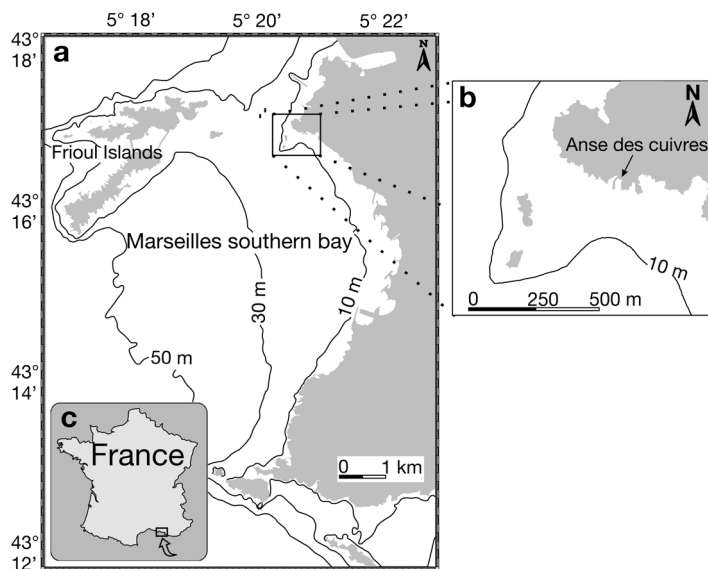 5° 18' 5° 20' 5° 22'
43°
18'
a
N
b
N
Frioul Islands
Anse des cuivres
43°
16'
Marseilles southern bay
10 m
30 m
10 m
0 250 500 m
50 m
43°
14'
c
France
0 1 km
43°
12'